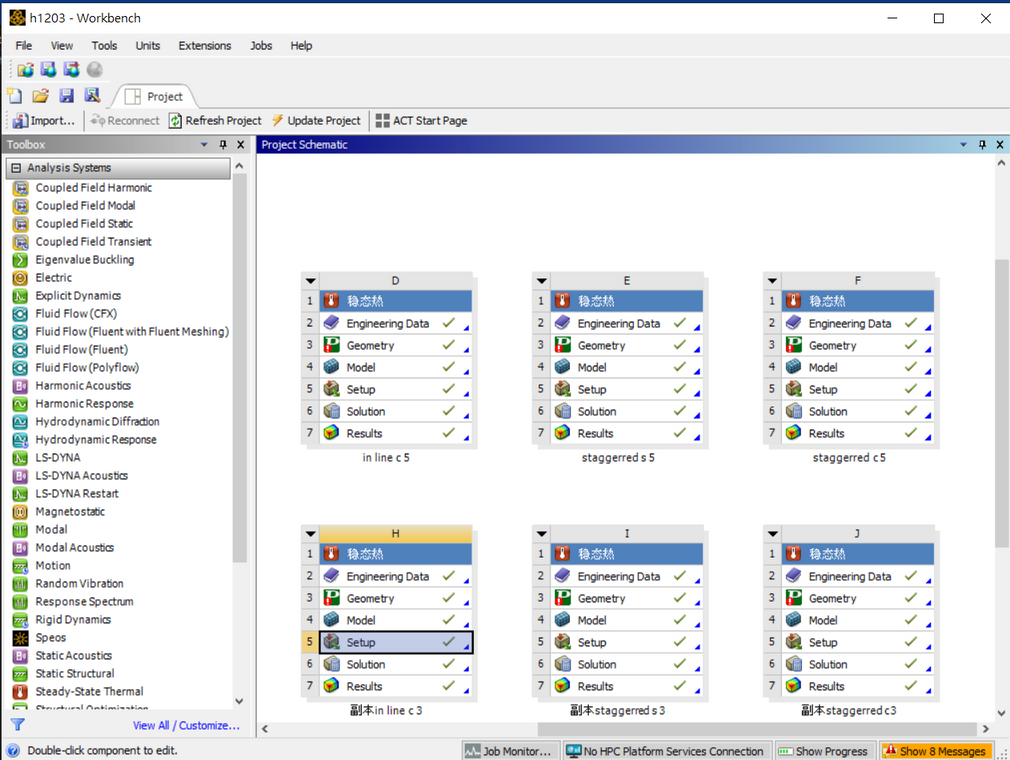 h1203 - Workbench
File View Tools Units Extensions Jobs Help
Project
Import... Reconnect Refresh Project Update Project ACT Start Page
Toolbox
Analysis Systems
Coupled Field Harmonic
Coupled Field Modal
Coupled Field Static
Coupled Field Transient
Eigenvalue Buckling
Electric
Explicit Dynamics
Fluid Flow (CFX)
Fluid Flow (Fluent with Fluent Meshing)
Fluid Flow (Fluent)
Fluid Flow (Polyflow)
Harmonic Acoustics
Harmonic Response
Hydrodynamic Diffraction
Hydrodynamic Response
LS-DYNA
LS-DYNA Acoustics
LS-DYNA Restart
Magnetostatic
Modal
Modal Acoustics
Motion
Random Vibration
Response Spectrum
Rigid Dynamics
Speos
Static Acoustics
Static Structural
Steady-State Thermal
Structural Optimization
View All / Customize...
Project Schematic
D
1 稳态热
2 Engineering Data
3 Geometry
4 Model
5 Setup
6 Solution
7 Results
in line c 5
E
1 稳态热
2 Engineering Data
3 Geometry
4 Model
5 Setup
6 Solution
7 Results
staggerred s 5
F
1 稳态热
2 Engineering Data
3 Geometry
4 Model
5 Setup
6 Solution
7 Results
staggerred c 5
H
1 稳态热
2 Engineering Data
3 Geometry
4 Model
5 Setup
6 Solution
7 Results
副本in line c 3
I
1 稳态热
2 Engineering Data
3 Geometry
4 Model
5 Setup
6 Solution
7 Results
副本staggerred s 3
J
1 稳态热
2 Engineering Data
3 Geometry
4 Model
5 Setup
6 Solution
7 Results
副本staggerred c3
Double-click component to edit.
Job Monitor... No HPC Platform Services Connection Show Progress Show 8 Messages